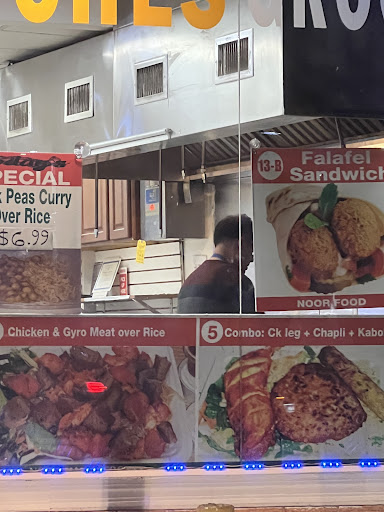 GRO
Today's
SPECIAL
k Peas Curry
Over Rice
$6.99
13-B Falafel
Sandwich
NOOR FOOD
Chicken & Gyro Meat over Rice
5 Combo: Ck leg + Chapli + Kabo